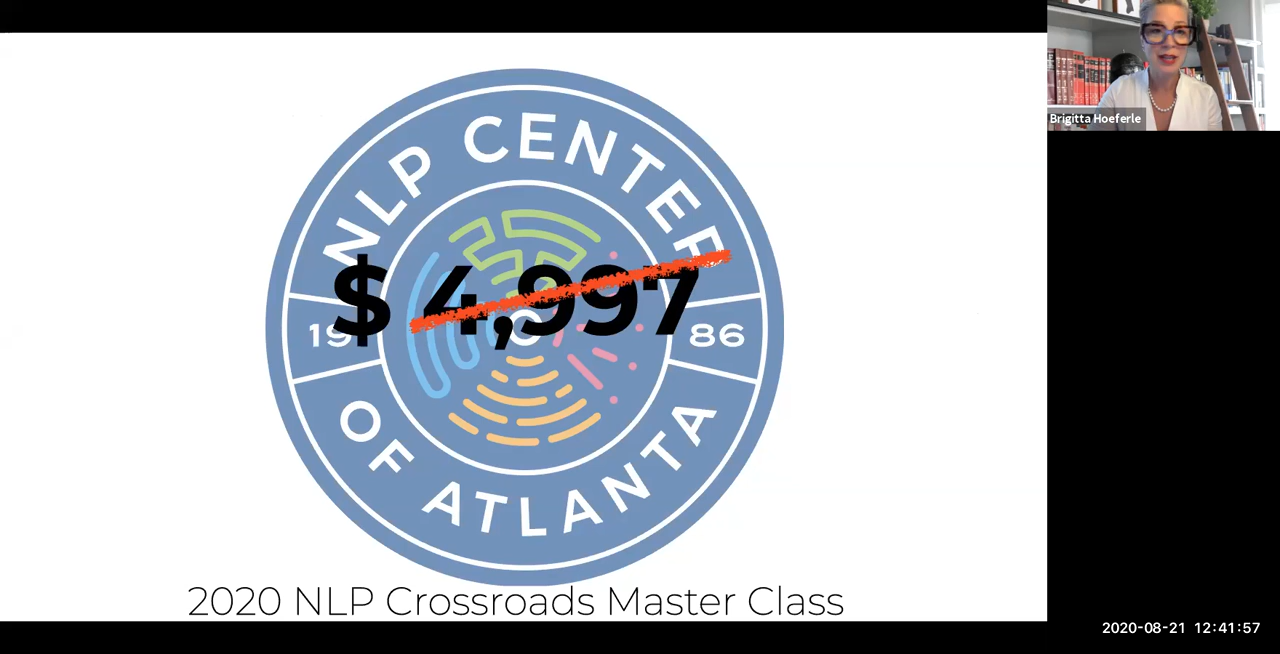 NLP CENTER
$ 4,997
19 86
OF ATLANTA
2020 NLP Crossroads Master Class
Brigitta Hoeferle
2020-08-21 12:41:57